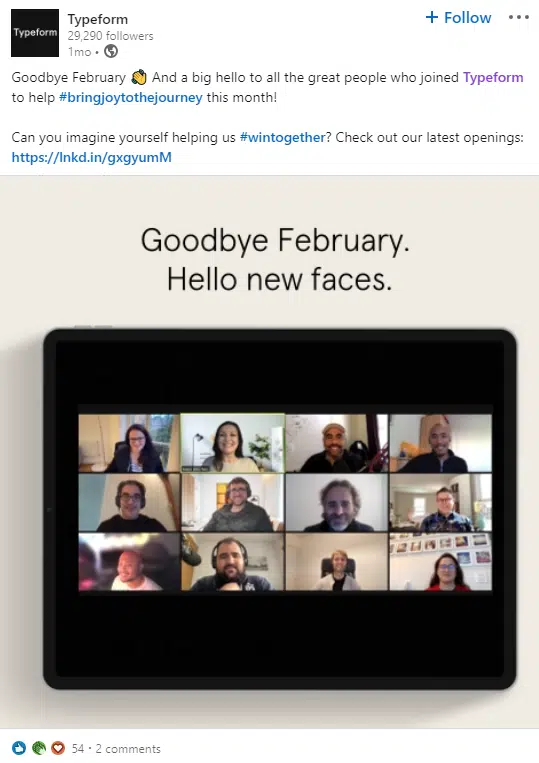 Typeform
Typeform
+ Follow
29,290 followers
1mo •
Goodbye February 👋 And a big hello to all the great people who joined Typeform
to help #bringjoytothejourney this month!
Can you imagine yourself helping us #wintogether? Check out our latest openings:
https://lnkd.in/gxgyumM
Goodbye February.
Hello new faces.
54 • 2 comments